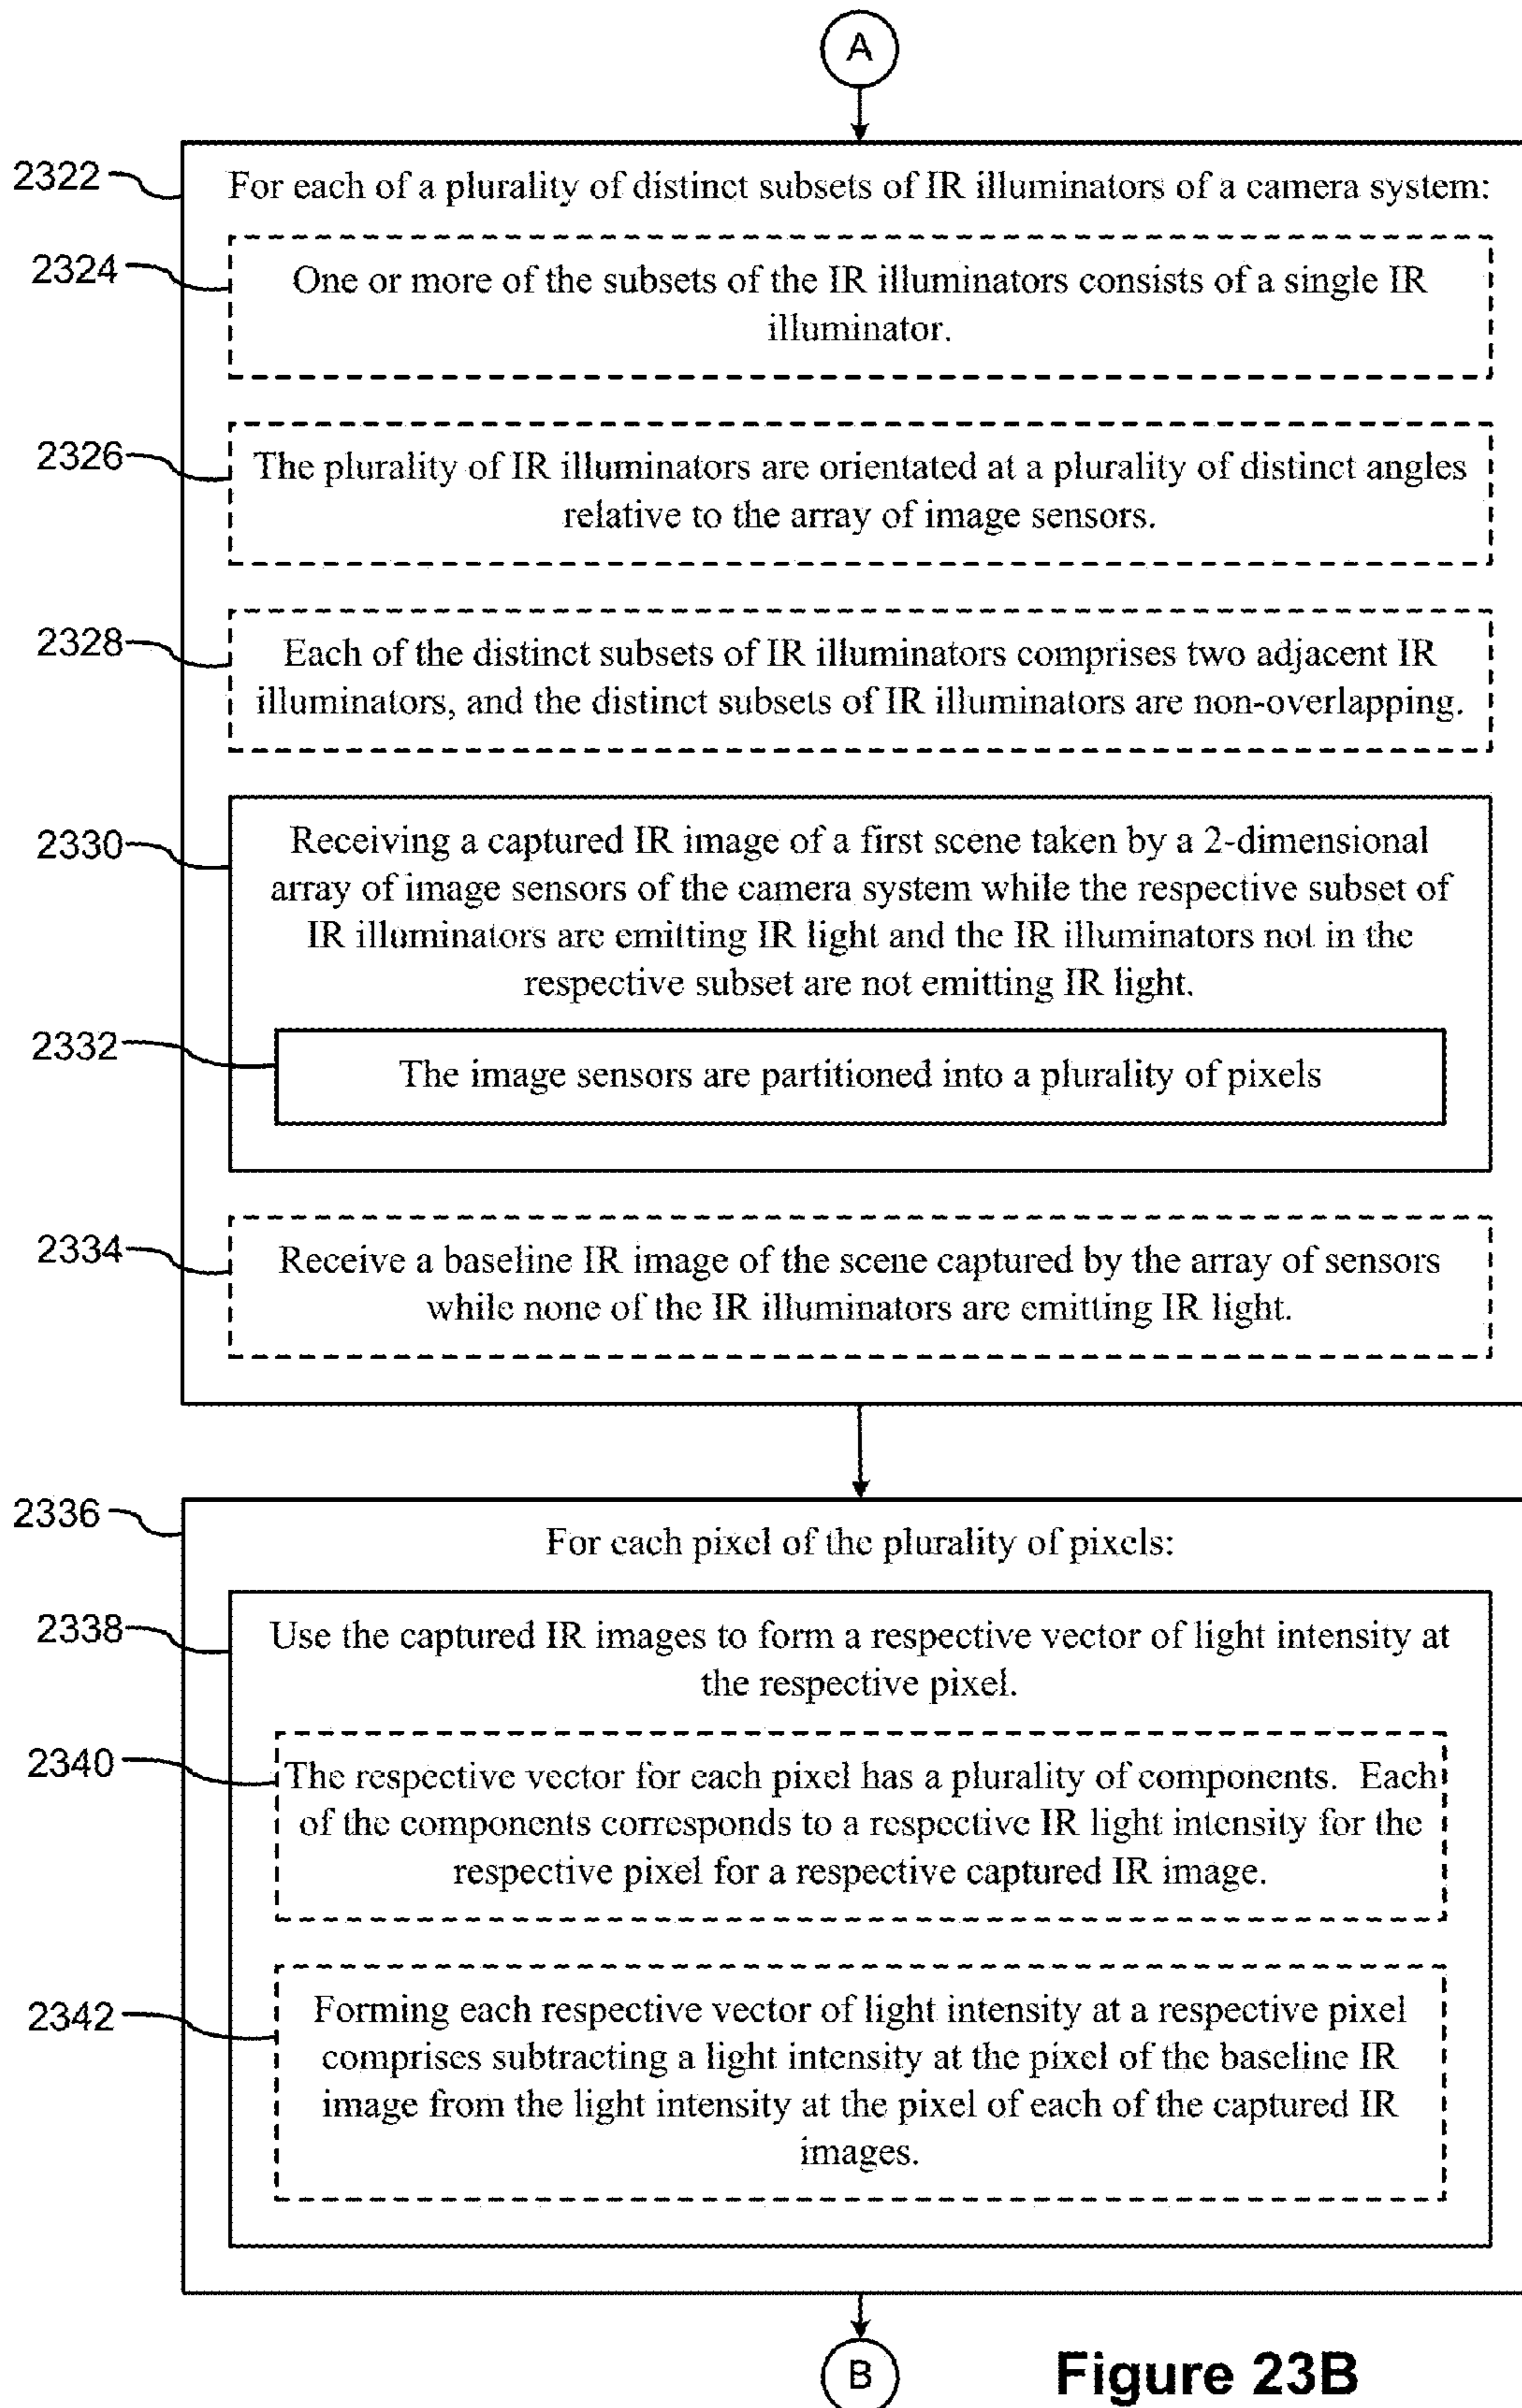 A
2322
For each of a plurality of distinct subsets of IR illuminators of a camera system:
2324
One or more of the subsets of the IR illuminators consists of a single IR
illuminator.
2326
The plurality of IR illuminators are orientated at a plurality of distinct angles
relative to the array of image sensors.
2328
Each of the distinct subsets of IR illuminators comprises two adjacent IR
illuminators, and the distinct subsets of IR illuminators are non-overlapping.
2330
Receiving a captured IR image of a first scene taken by a 2-dimensional
array of image sensors of the camera system while the respective subset of
IR illuminators are emitting IR light and the IR illuminators not in the
respective subset are not emitting IR light.
2332
The image sensors are partitioned into a plurality of pixels
2334
Receive a baseline IR image of the scene captured by the array of sensors
while none of the IR illuminators are emitting IR light.
2336
For each pixel of the plurality of pixels:
2338
Use the captured IR images to form a respective vector of light intensity at
the respective pixel.
2340
The respective vector for each pixel has a plurality of components. Each
of the components corresponds to a respective IR light intensity for the
respective pixel for a respective captured IR image.
2342
Forming each respective vector of light intensity at a respective pixel
comprises subtracting a light intensity at the pixel of the baseline IR
image from the light intensity at the pixel of each of the captured IR
images.
B
Figure 23B